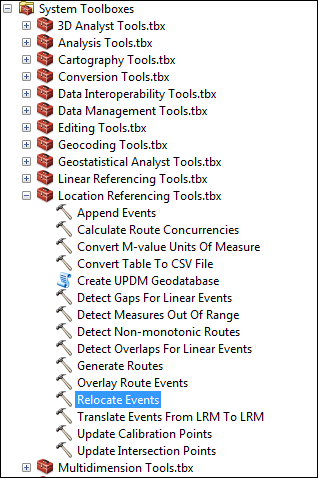 System Toolboxes
3D Analyst Tools.tbx
Analysis Tools.tbx
Cartography Tools.tbx
Conversion Tools.tbx
Data Interoperability Tools.tbx
Data Management Tools.tbx
Editing Tools.tbx
Geocoding Tools.tbx
Geostatistical Analyst Tools.tbx
Linear Referencing Tools.tbx
Location Referencing Tools.tbx
Append Events
Calculate Route Concurrencies
Convert M-value Units Of Measure
Convert Table To CSV File
Create UPDM Geodatabase
Detect Gaps For Linear Events
Detect Measures Out Of Range
Detect Non-monotonic Routes
Detect Overlaps For Linear Events
Generate Routes
Overlay Route Events
Relocate Events
Translate Events From LRM To LRM
Update Calibration Points
Update Intersection Points
Multidimension Tools.tbx